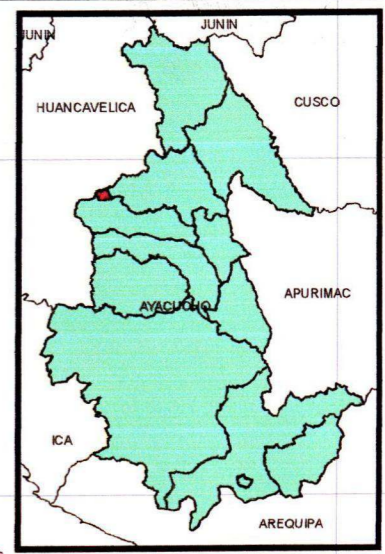 JUNIN
JUNIN
HUANCAVELICA
CUSCO
APURIMAC
AYACUCHO
ICA
AREQUIPA